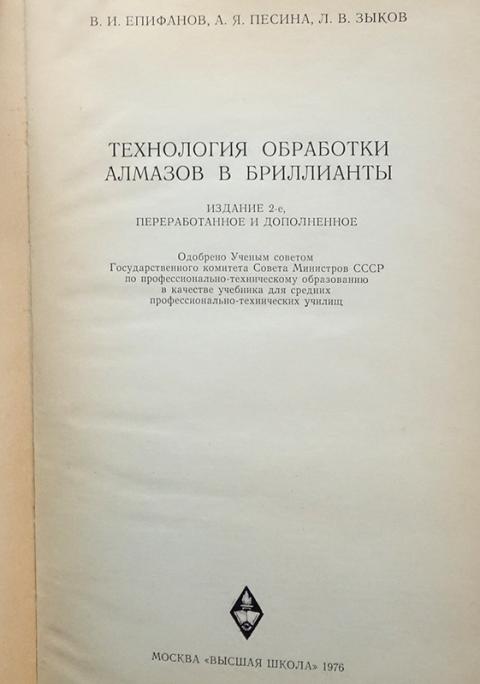 В. И. ЕПИФАНОВ, А. Я. ПЕСИНА, Л. В. ЗЫКОВ
ТЕХНОЛОГИЯ ОБРАБОТКИ
АЛМАЗОВ В БРИЛЛИАНТЫ
ИЗДАНИЕ 2-е,
ПЕРЕРАБОТАННОЕ И ДОПОЛНЕННОЕ
Одобрено Ученым советом
Государственного комитета Совета Министров СССР
по профессионально-техническому образованию
в качестве учебника для средних
профессионально-технических училищ
МОСКВА «ВЫСШАЯ ШКОЛА» 1976